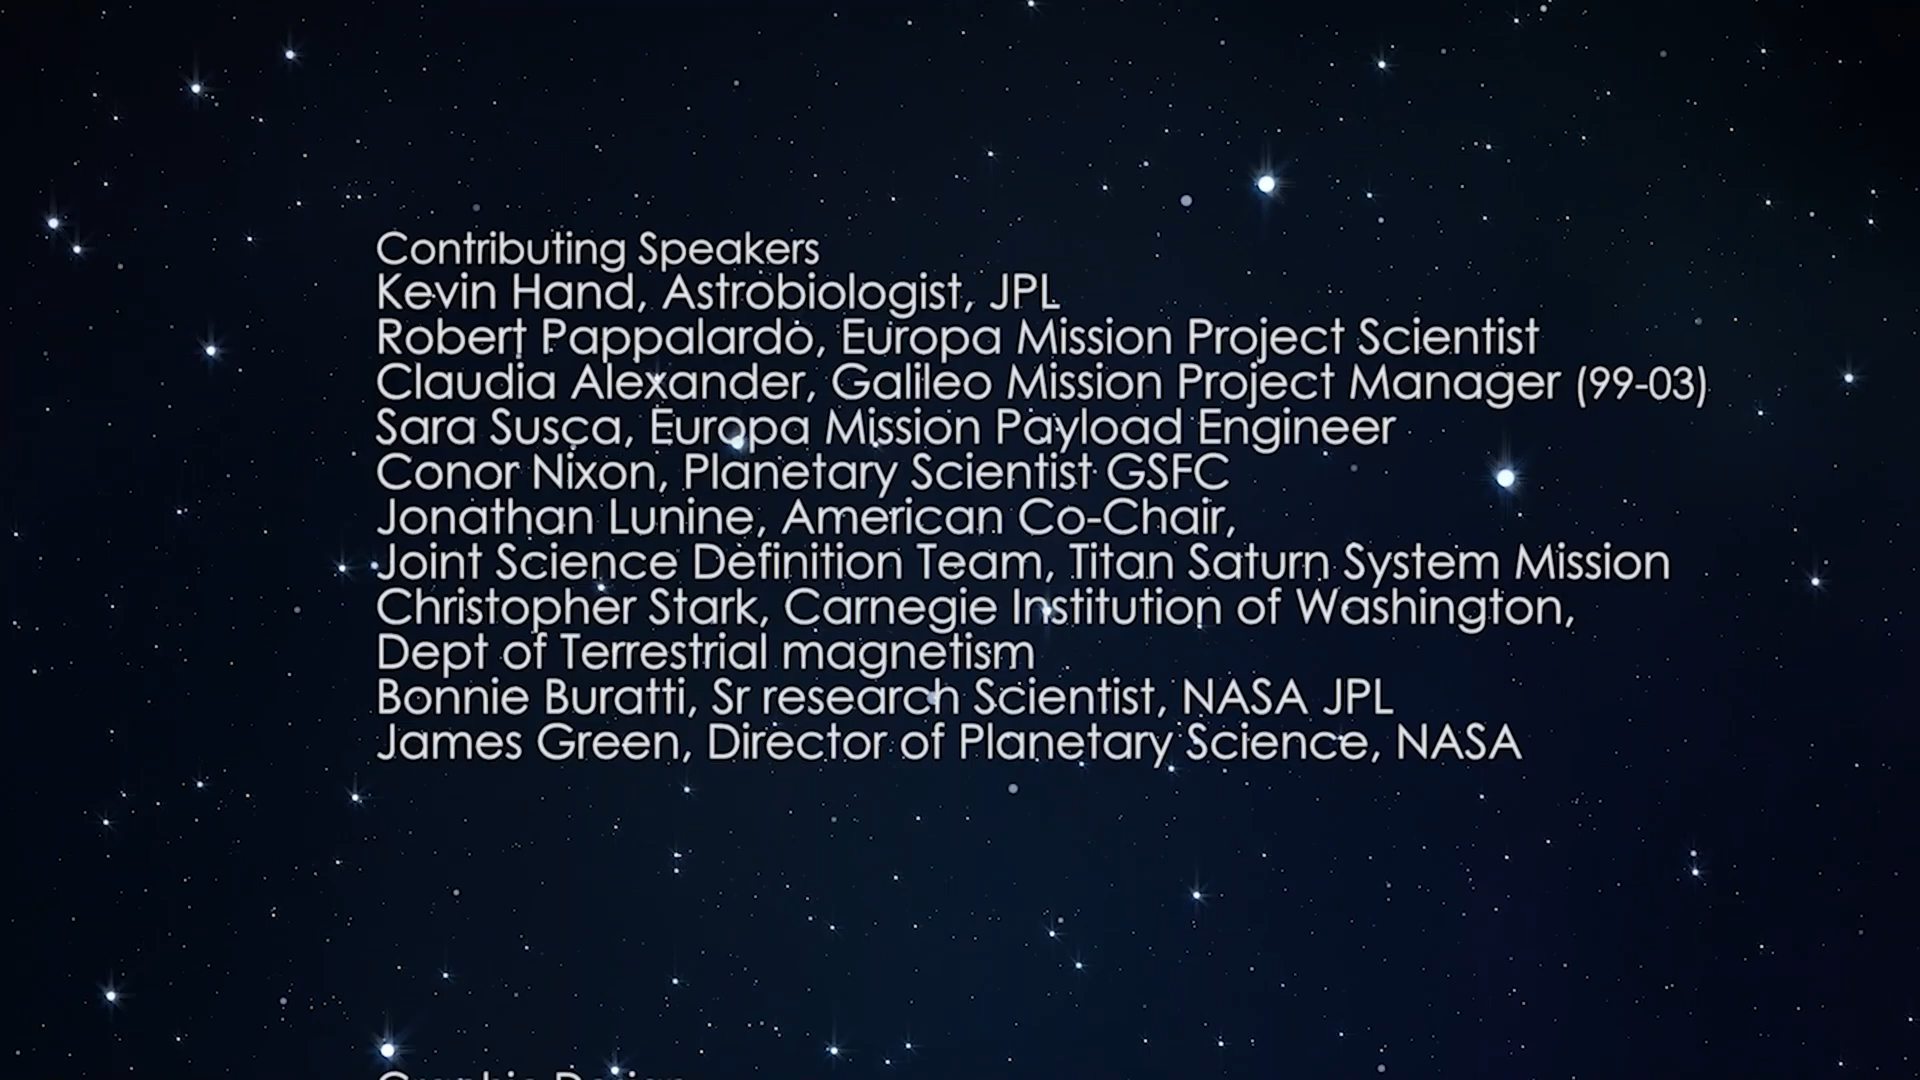 Contributing Speakers
Kevin Hand, Astrobiologist, JPL
Robert Pappalardo, Europa Mission Project Scientist
Claudia Alexander, Galileo Mission Project Manager (99-03)
Sara Susca, Europa Mission Payload Engineer
Conor Nixon, Planetary Scientist GSFC
Jonathan Lunine, American Co-Chair,
Joint Science Definition Team, Titan Saturn System Mission
Christopher Stark, Carnegie Institution of Washington,
Dept of Terrestrial magnetism
Bonnie Buratti, Sr research Scientist, NASA JPL
James Green, Director of Planetary Science, NASA
Graphic Design